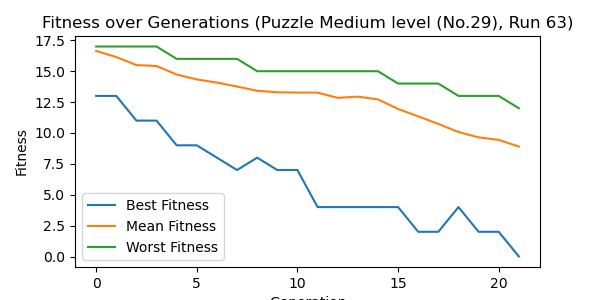 Fitness over Generations (Puzzle Medium level (No.29), Run 63)
17.5
15.0
12.5
10.0
7.5
5.0
2.5
0.0
Fitness
Best Fitness
Mean Fitness
Worst Fitness
0 5 10 15 20
Generation